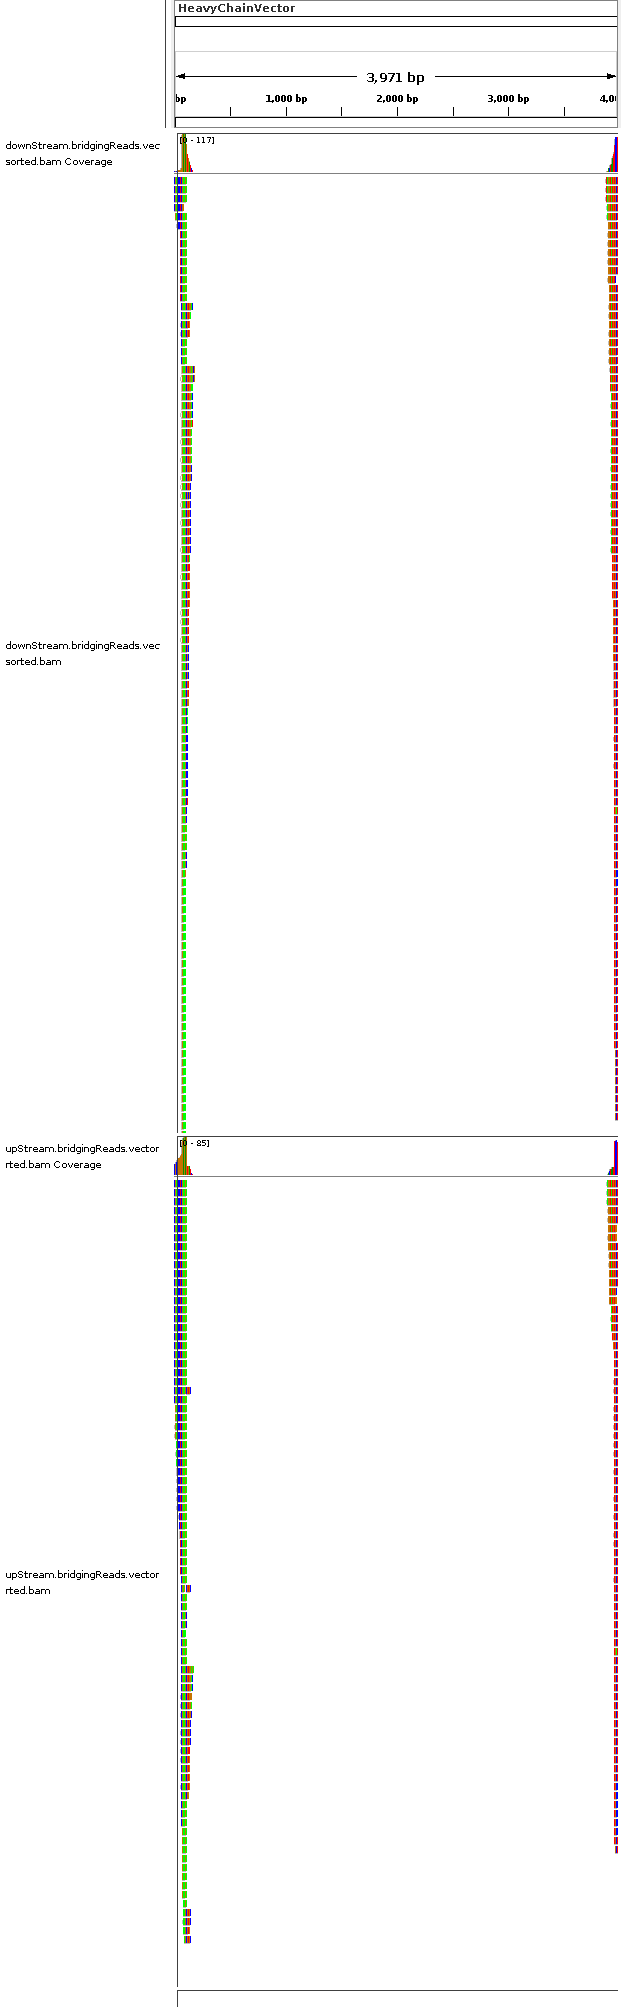 HeavyChainVector
3,971 bp
bp 1,000 bp 2,000 bp 3,000 bp 4,0
downStream.bridgingReads.vec
sorted.bam Coverage
[0 - 117]
downStream.bridgingReads.vec
sorted.bam
upStream.bridgingReads.vector
rted.bam Coverage
[0 - 85]
upStream.bridgingReads.vector
rted.bam